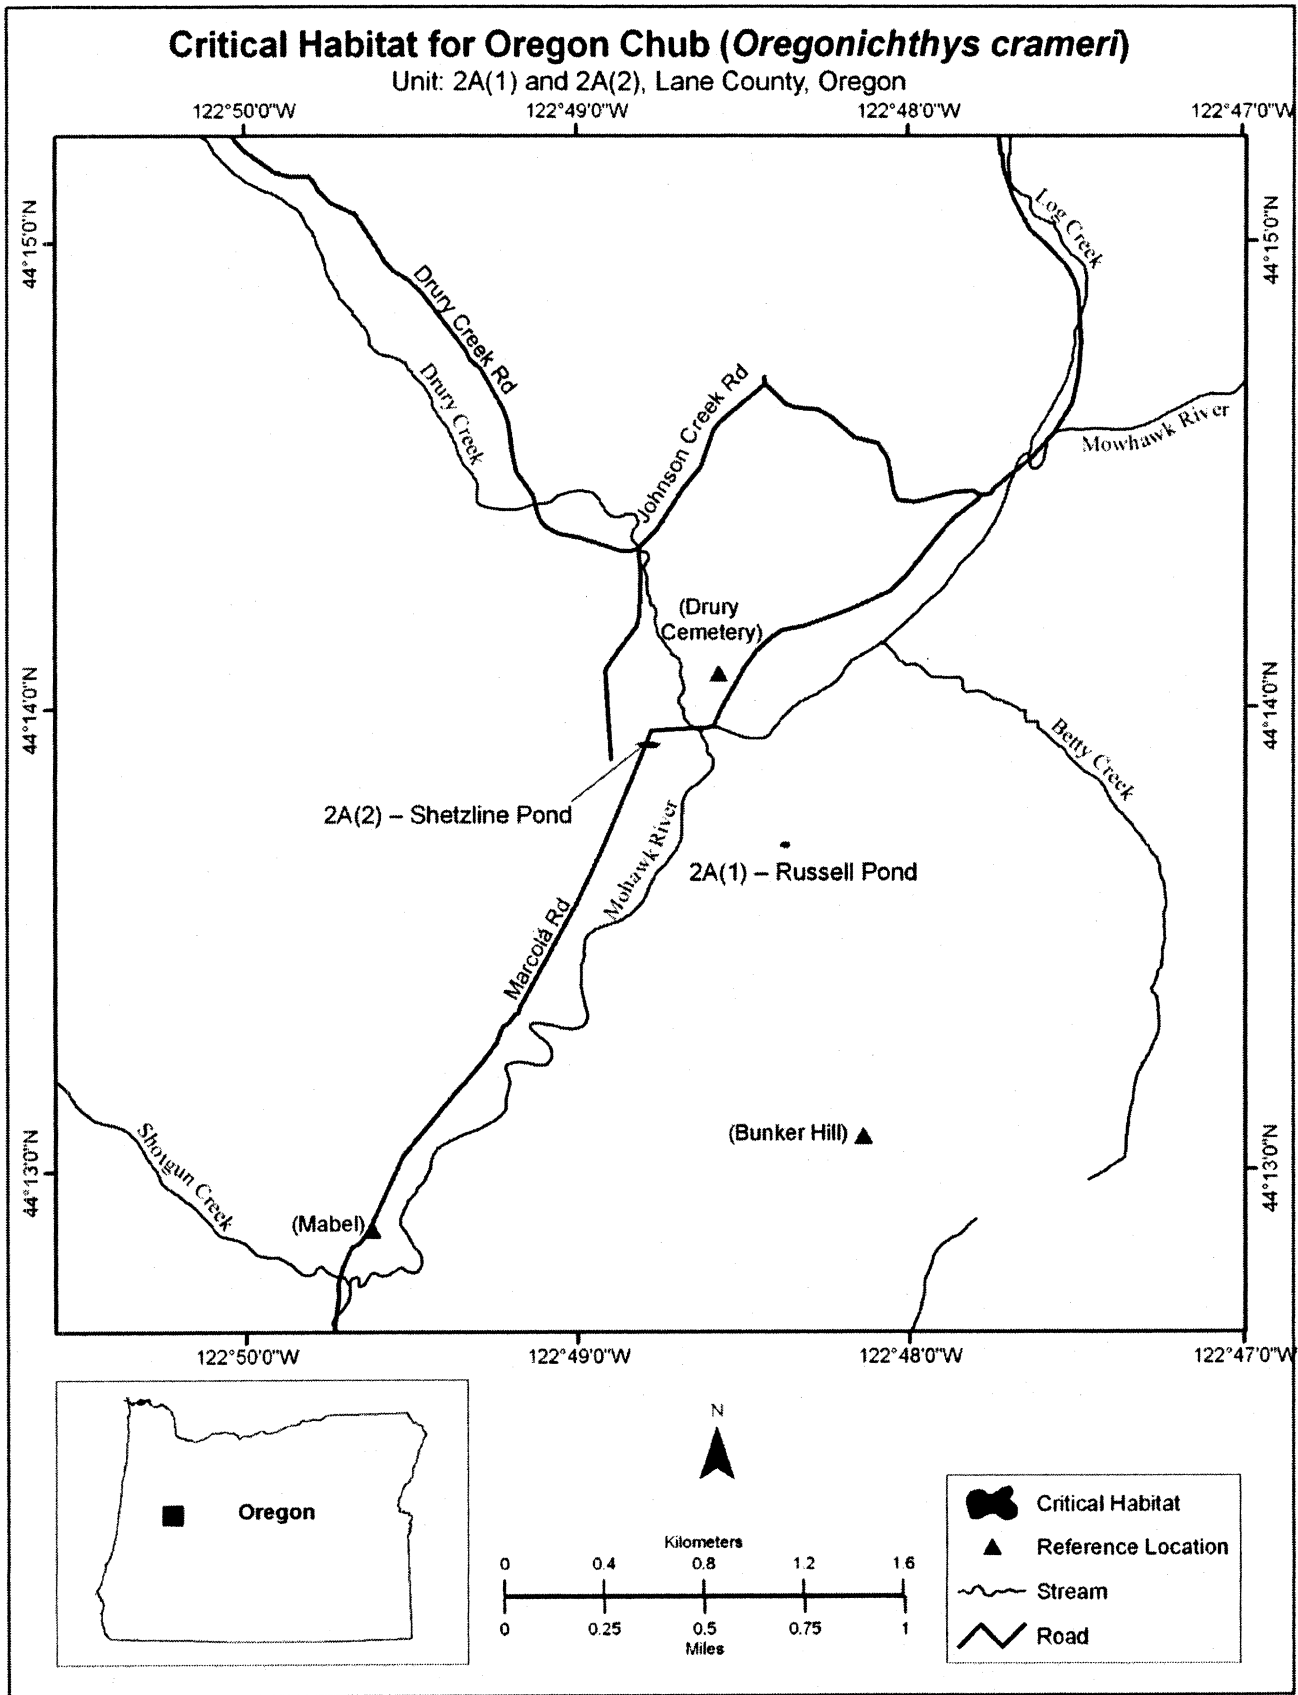 Critical Habitat for Oregon Chub (Oregonichthys crameri)
Unit: 2A(1) and 2A(2), Lane County, Oregon
122°50'0"W
122°49'0"W
122°48'0"W
122°47'0"W
44°15'0"N
44°15'0"N
Log Creek
Drury Creek Rd
Drury Creek
Johnson Creek Rd
Mowhawk River
(Drury
Cemetery)
44°14'0"N
44°14'0"N
Betty Creek
2A(2) – Shetzline Pond
Mohawk River
2A(1) – Russell Pond
Marcola Rd
Shotgun Creek
(Bunker Hill)
44°13'0"N
44°13'0"N
(Mabel)
122°50'0"W
122°49'0"W
122°48'0"W
122°47'0"W
Oregon
N
Kilometers
0 0.4 0.8 1.2 1.6
0 0.25 0.5 0.75 1
Miles
Critical Habitat
Reference Location
Stream
Road